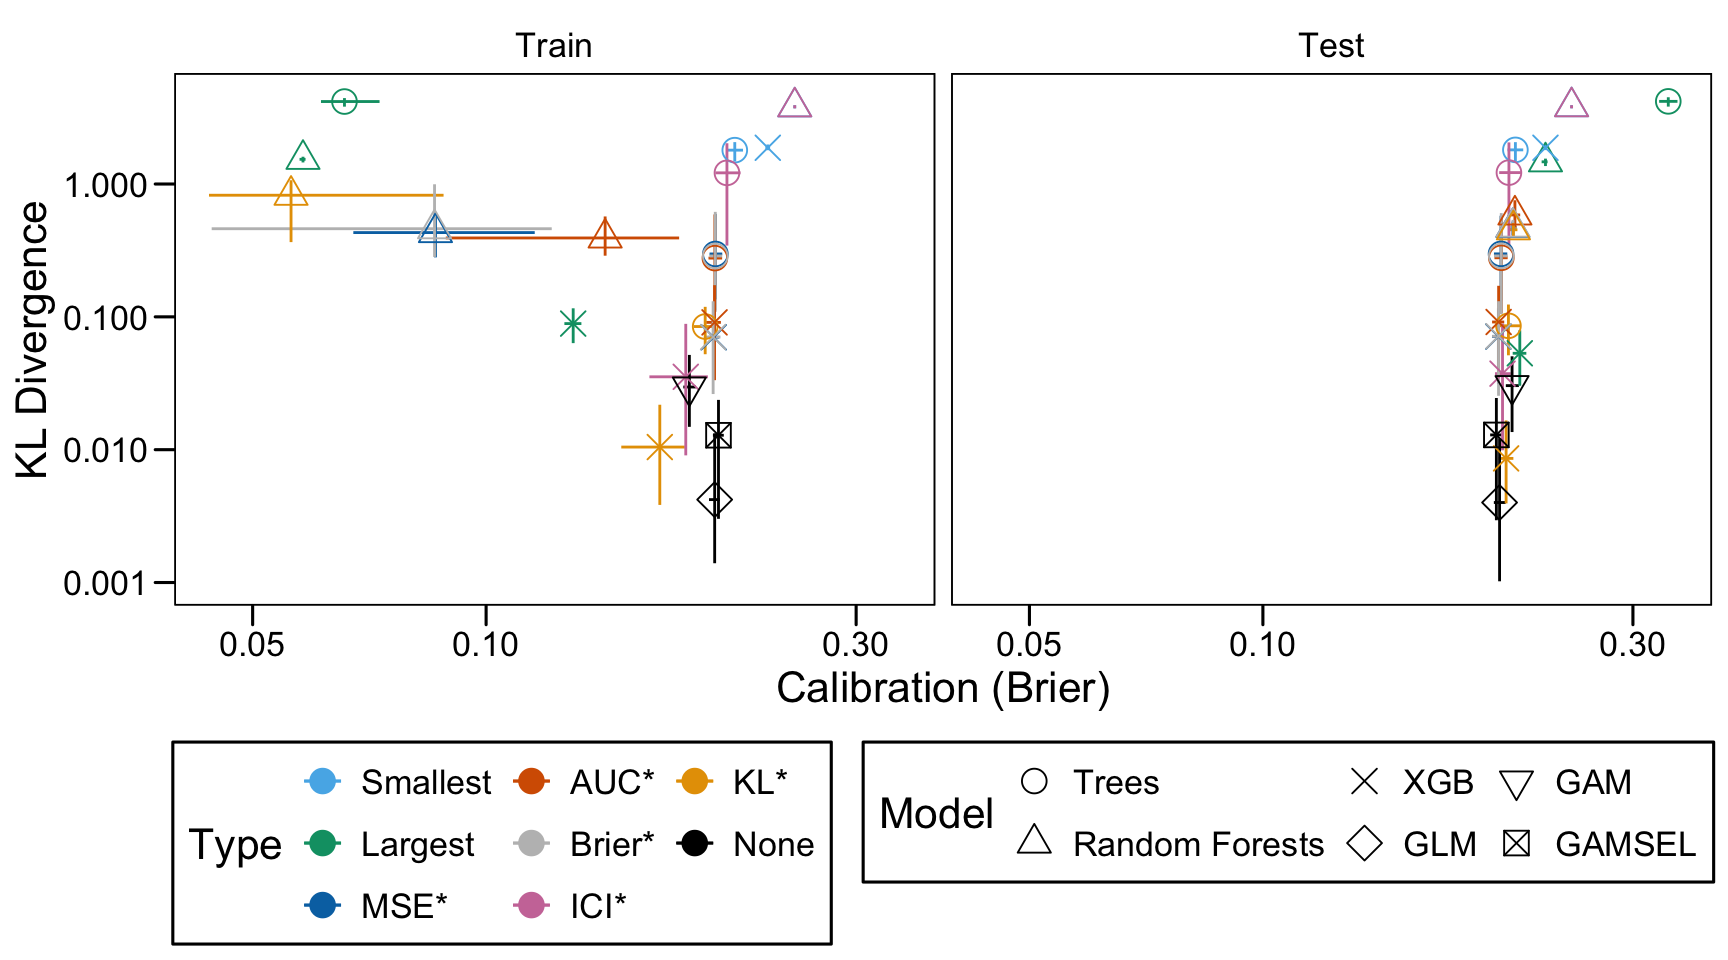 Train
Test
KL Divergence
1.000
0.100
0.010
0.001
0.05
0.10
0.30
0.05
0.10
0.30
Calibration (Brier)
Type
Smallest
AUC*
KL*
Largest
Brier*
None
MSE*
ICI*
Model
Trees
XGB
GAM
Random Forests
GLM
GAMSEL